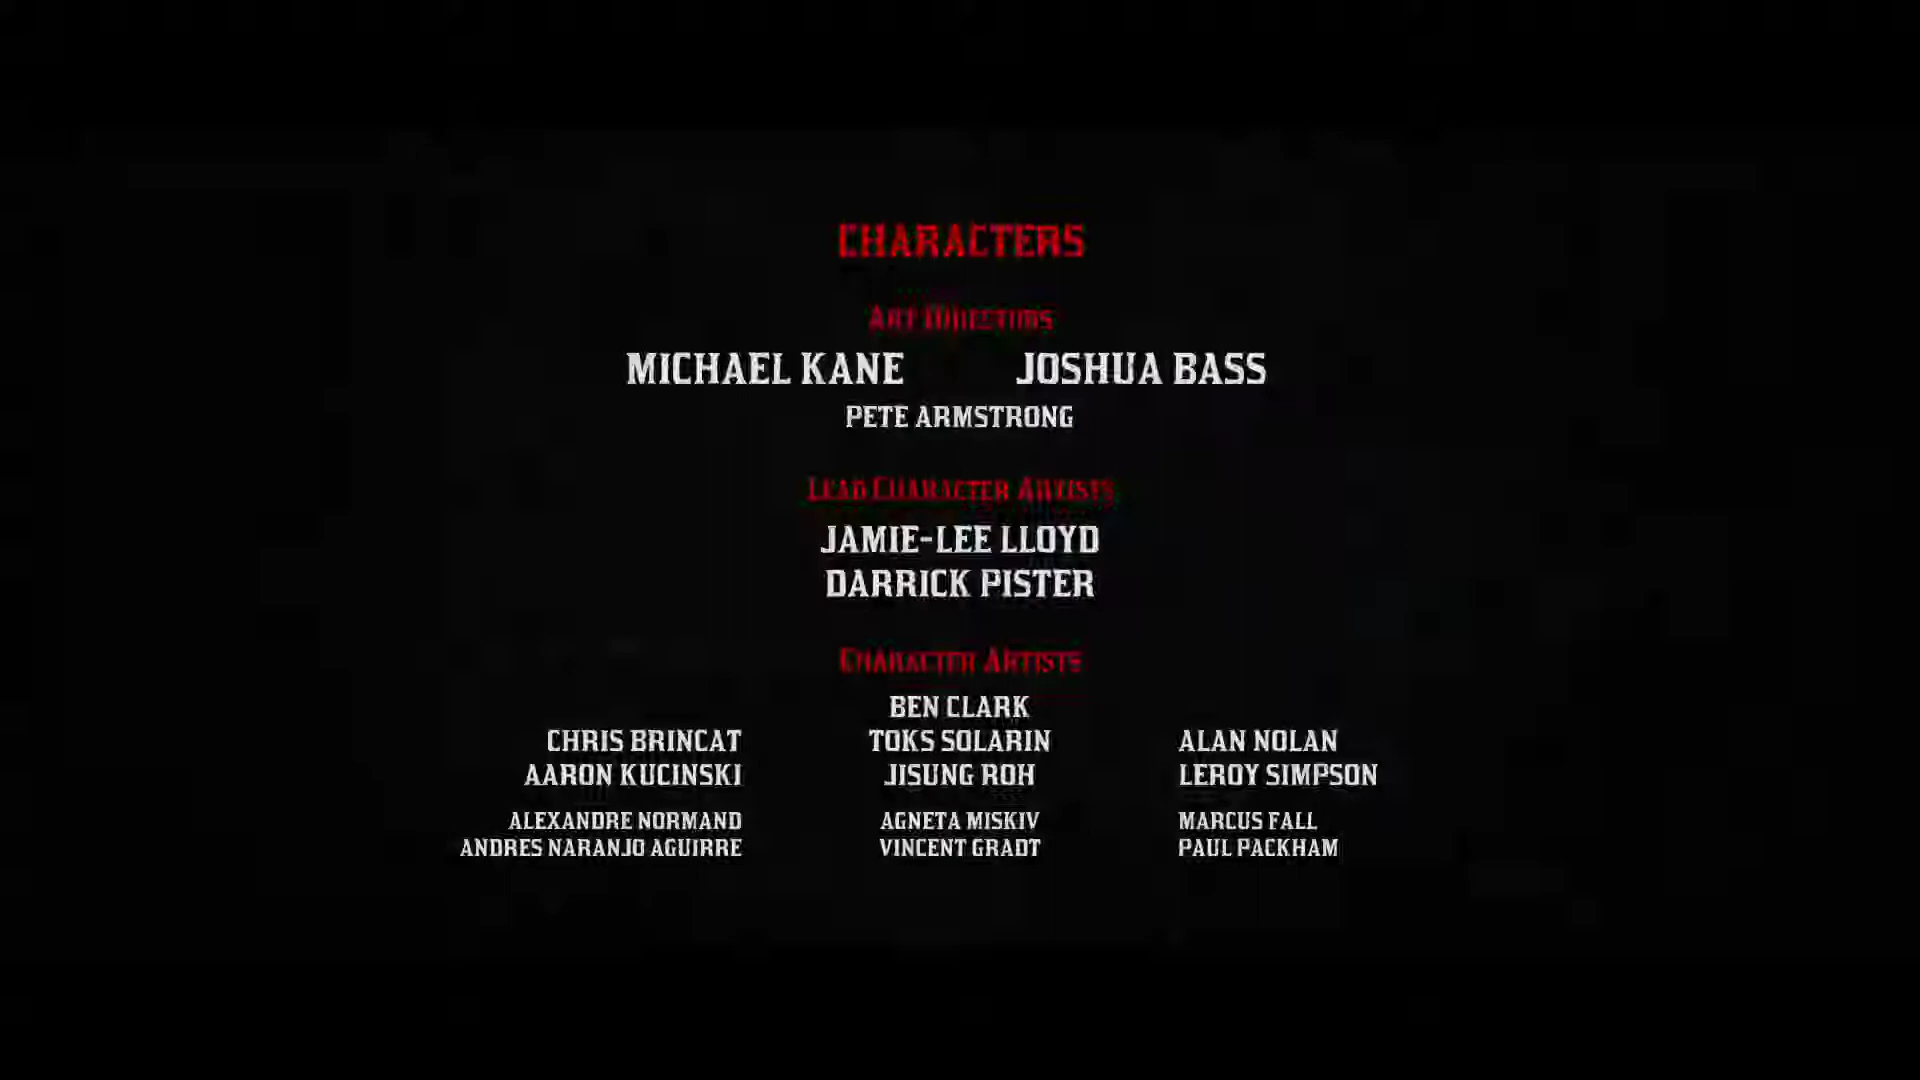 CHARACTERS
ART DIRECTORS
MICHAEL KANE JOSHUA BASS
PETE ARMSTRONG
LEAD CHARACTER ARTISTS
JAMIE-LEE LLOYD
DARRICK PISTER
CHARACTER ARTISTS
BEN CLARK
CHRIS BRINCAT TOKS SOLARIN ALAN NOLAN
AARON KUCINSKI JISUNG ROH LEROY SIMPSON
ALEXANDRE NORMAND AGNETA MISKIV MARCUS FALL
ANDRES NARANJO AGUIRRE VINCENT GRADT PAUL PACKHAM